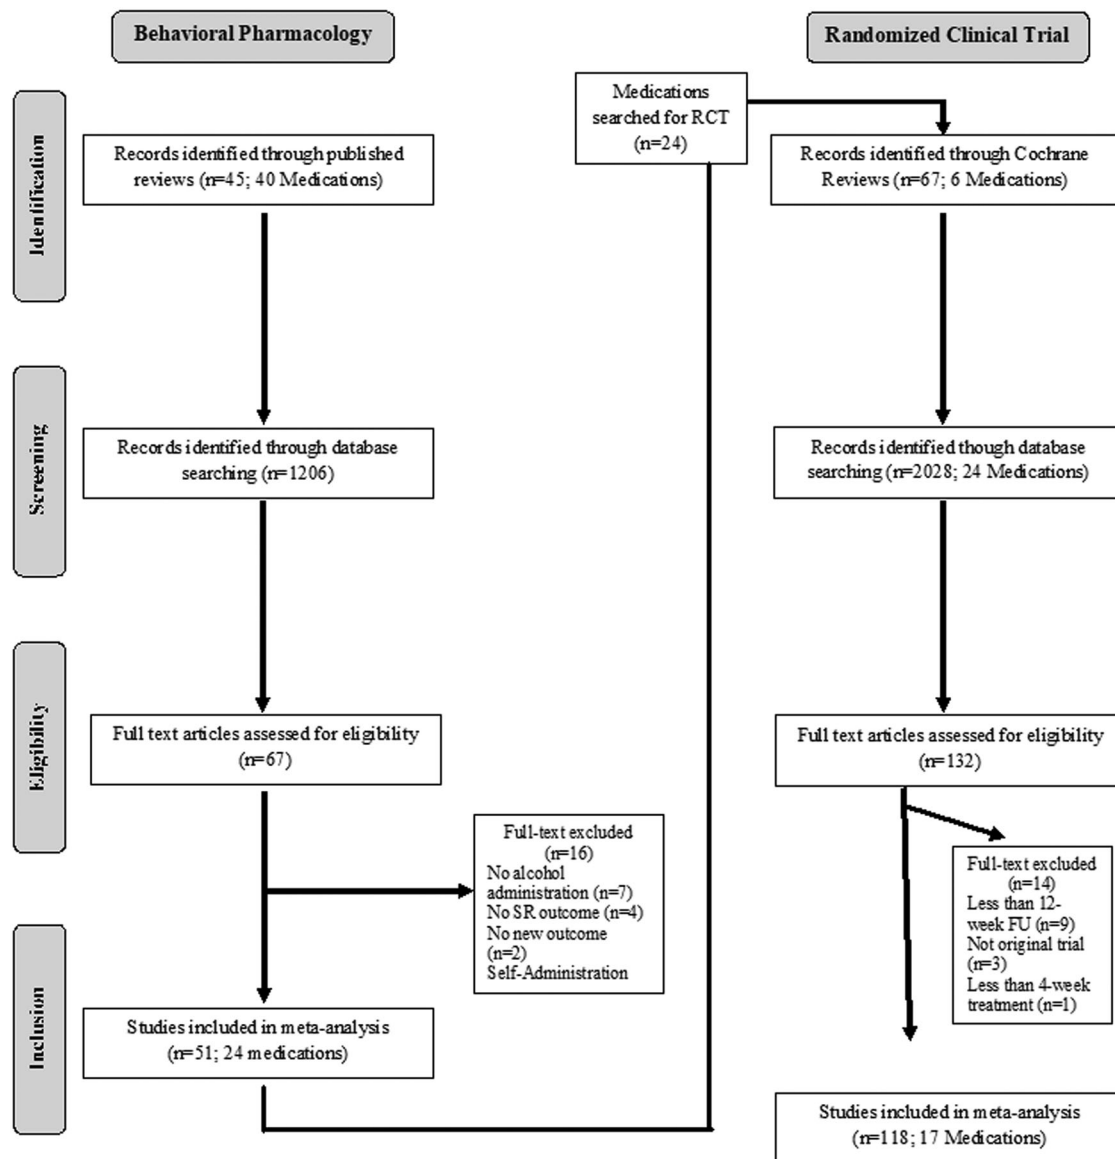 Behavioral Pharmacology
Randomized Clinical Trial
Identification
Records identified through published
reviews (n=45; 40 Medications)
Medications
searched for RCT
(n=24)
Records identified through Cochrane
Reviews (n=67; 6 Medications)
Screening
Records identified through database
searching (n=1206)
Records identified though database
searching (n=2028; 24 Medications)
Eligibility
Full text articles assessed for eligibility
(n=67)
Full text articles assessed for eligibility
(n=132)
Full-text excluded
(n=16)
No alcohol
administration (n=7)
No SR outcome (n=4)
No new outcome
(n=2)
Self-Administration
Full-text excluded
(n=14)
Less than 12-
week FU (n=9)
Not original trial
(n=3)
Less than 4-week
treatment (n=1)
Inclusion
Studies included in meta-analysis
(n=51; 24 medications)
Studies included in meta-analysis
(n=118; 17 Medications)